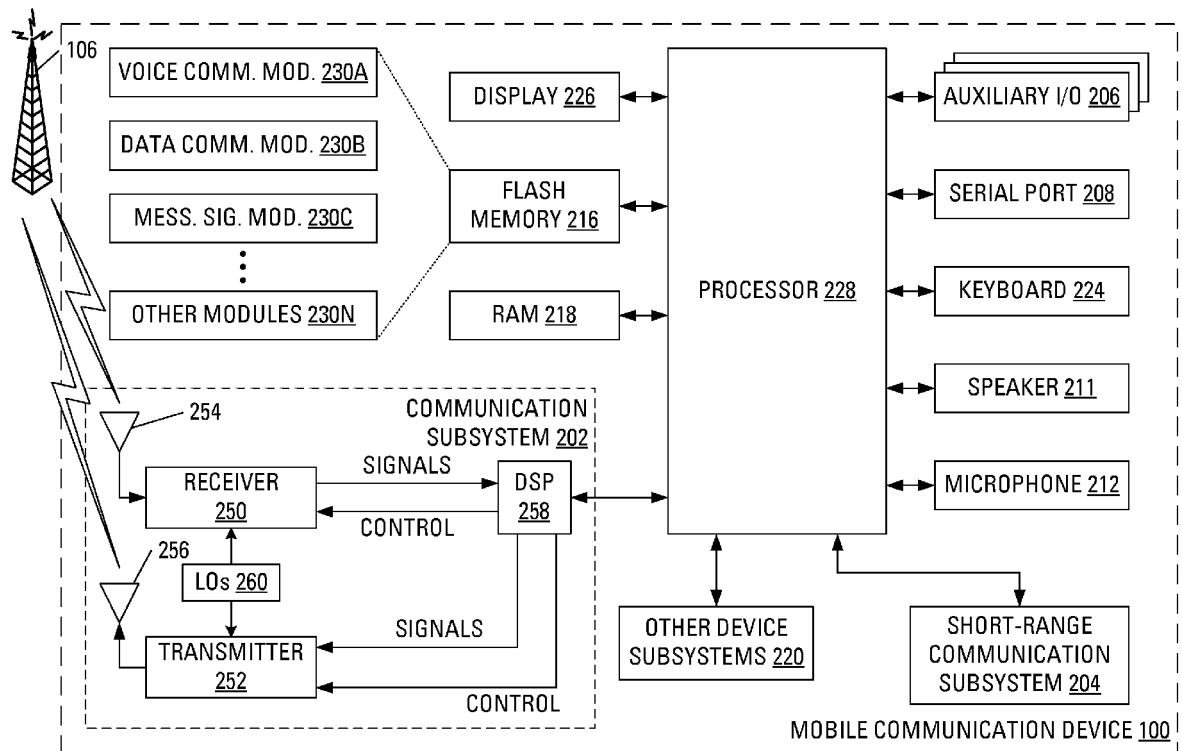 106
VOICE COMM. MOD. 230A
DATA COMM. MOD. 230B
MESS. SIG. MOD. 230C
OTHER MODULES 230N
DISPLAY 226
FLASH
MEMORY 216
RAM 218
PROCESSOR 228
AUXILIARY I/O 206
SERIAL PORT 208
KEYBOARD 224
SPEAKER 211
MICROPHONE 212
254
COMMUNICATION
SUBSYSTEM 202
RECEIVER
250
SIGNALS
CONTROL
DSP
258
256
LOs 260
TRANSMITTER
252
SIGNALS
CONTROL
OTHER DEVICE
SUBSYSTEMS 220
SHORT-RANGE
COMMUNICATION
SUBSYSTEM 204
MOBILE COMMUNICATION DEVICE 100